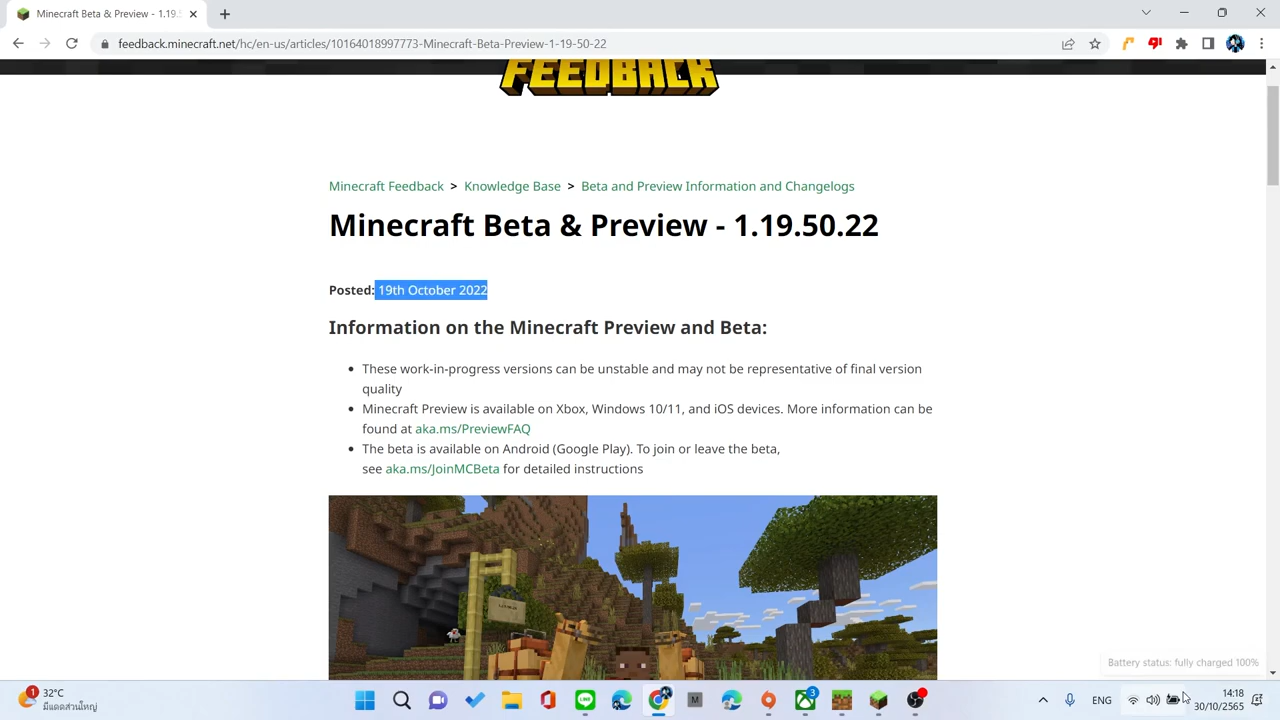 Minecraft Beta & Preview - 1.19.5
feedback.minecraft.net/hc/en-us/articles/10164018997773-Minecraft-Beta-Preview-1-19-50-22
FEEDBACK
Minecraft Feedback > Knowledge Base > Beta and Preview Information and Changelogs
Minecraft Beta & Preview - 1.19.50.22
Posted: 19th October 2022
Information on the Minecraft Preview and Beta:
• These work-in-progress versions can be unstable and may not be representative of final version
quality
• Minecraft Preview is available on Xbox, Windows 10/11, and iOS devices. More information can be
found at aka.ms/PreviewFAQ
• The beta is available on Android (Google Play). To join or leave the beta,
see aka.ms/JoinMCBeta for detailed instructions
Battery status: fully charged 100%
1
32°C
มีแดดส่วนใหญ่
LINE
M
3
ENG
14:18
30/10/2565